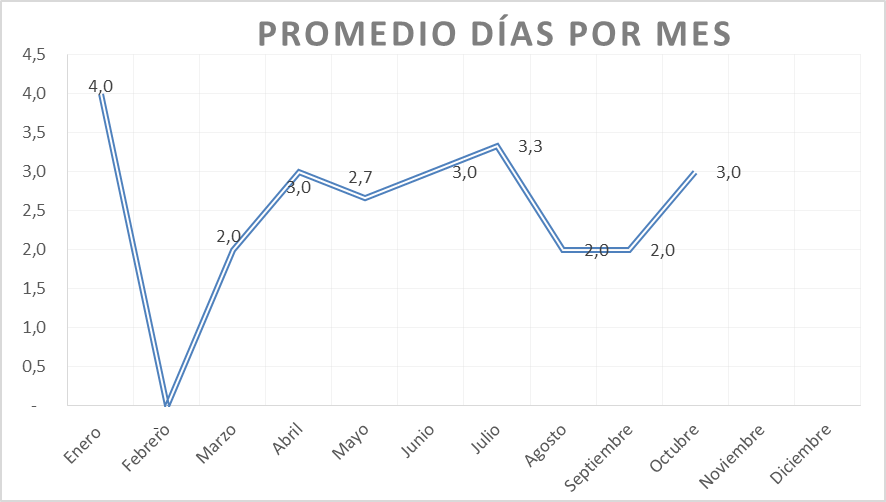 PROMEDIO DÍAS POR MES
4,5
4,0
3,5
3,0
2,5
2,0
1,5
1,0
0,5
-
4,0
-
2,0
3,0
2,7
3,0
3,3
2,0
2,0
3,0
Enero
Febrero
Marzo
Abril
Mayo
Junio
Julio
Agosto
Septiembre
Octubre
Noviembre
Diciembre